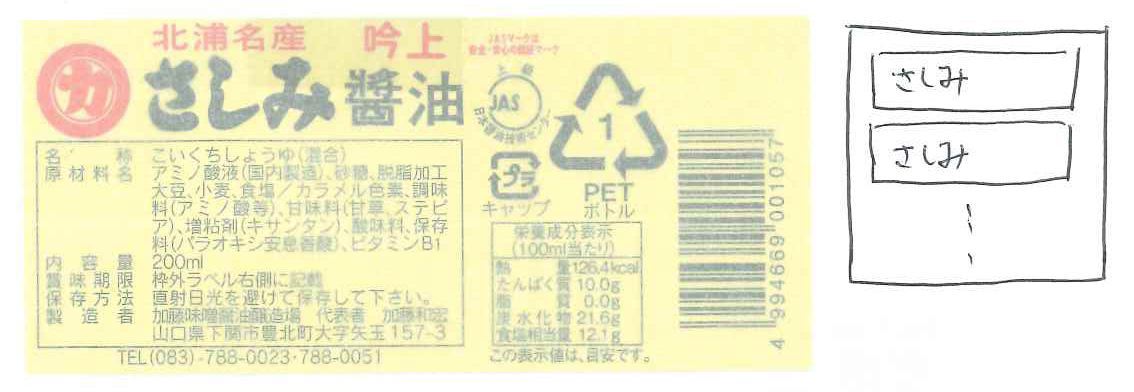 北浦名産 吟上
カ
さしみ醤油
JASマークは
安全・安心の認証マーク
上級
JAS
日本醤油技術センター
1
PET
ボトル
プラ
キャップ
名称 こいくちしょうゆ(混合)
原材料名 アミノ酸液(国内製造)、砂糖、脱脂加工
大豆、小麦、食塩/カラメル色素、調味
料(アミノ酸等)、甘味料(甘草、ステビ
ア)、増粘剤(キサンタン)、酸味料、保存
料(パラオキシ安息香酸)、ビタミンB1
内容量 200ml
賞味期限 枠外ラベル右側に記載
保存方法 直射日光を避けて保存して下さい。
製造者 加藤味噌醤油醸造場 代表者 加藤和宏
山口県下関市豊北町大字矢玉157-3
TEL(083)-788-0023・788-0051
栄養成分表示
(100ml当たり)
熱量126.4kcal
たんぱく質 10.0g
脂質 0.0g
炭水化物 21.6g
食塩相当量 12.1g
この表示値は、目安です。
4994669001057
さしみ
さしみ